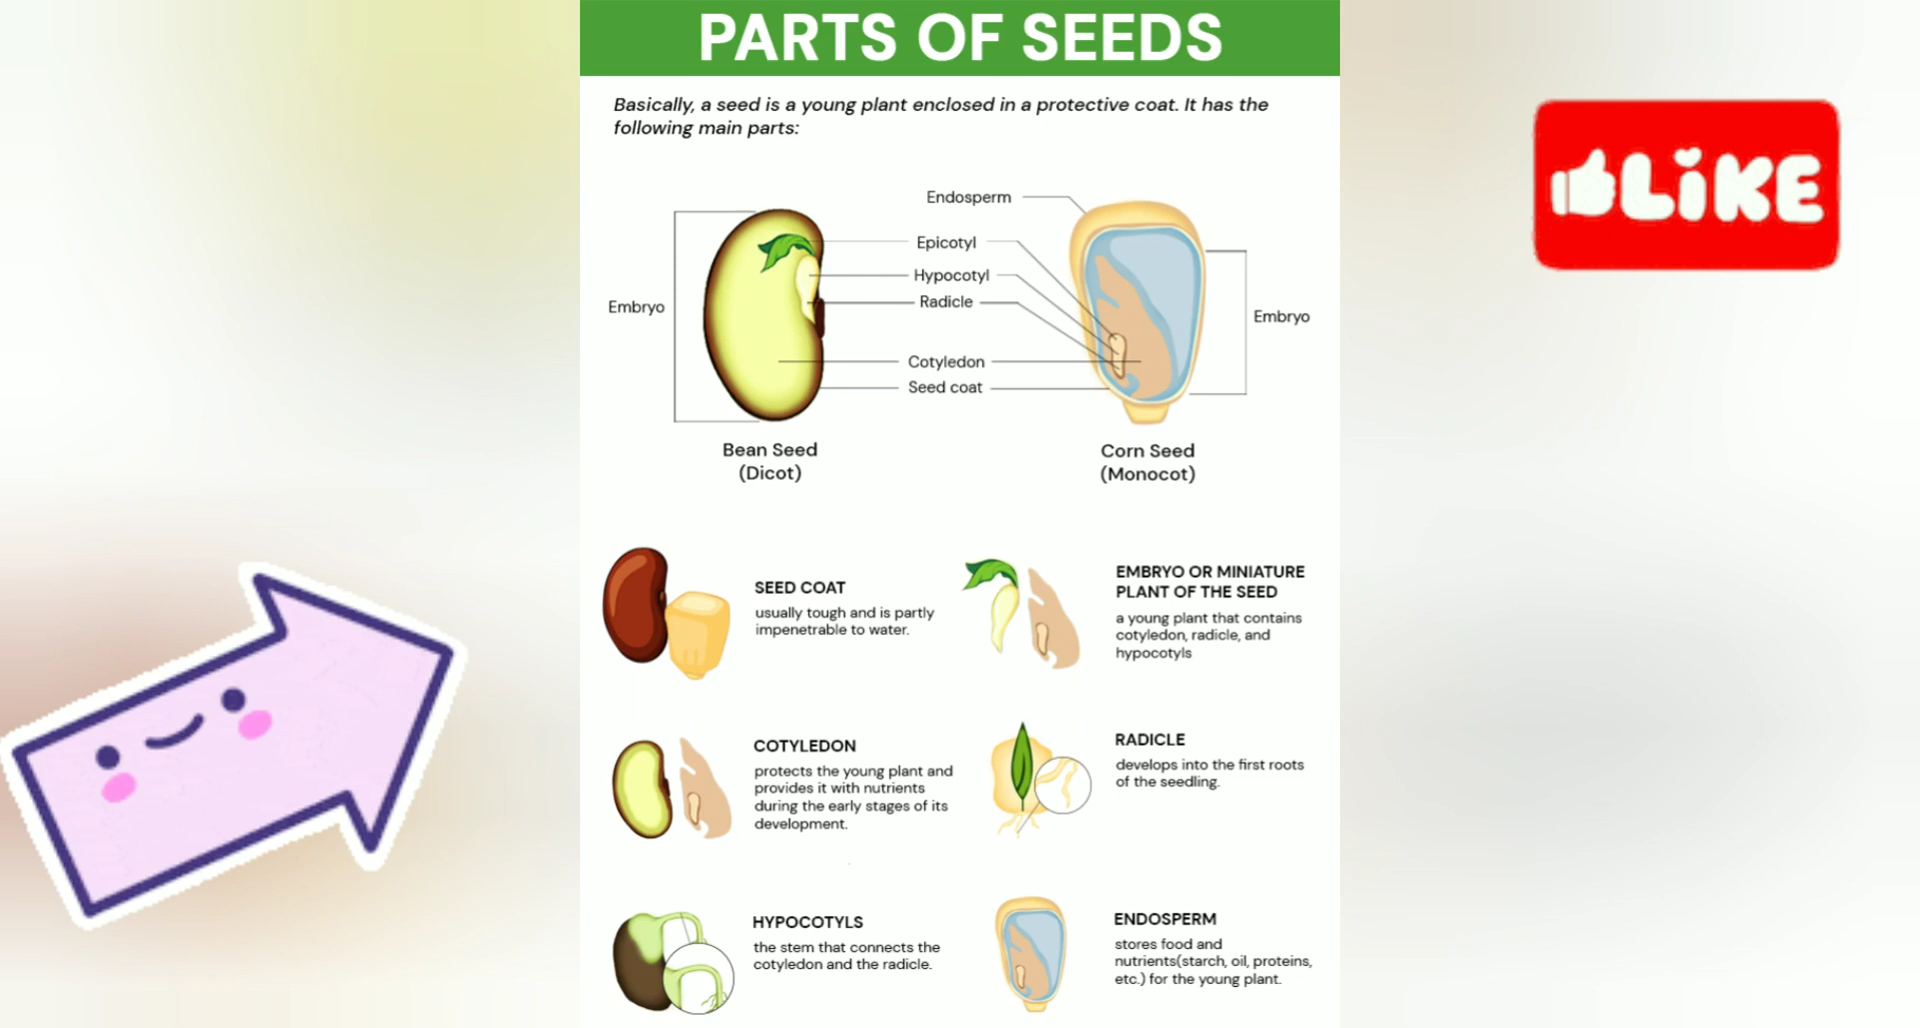 PARTS OF SEEDS
Basically, a seed is a young plant enclosed in a protective coat. It has the
following main parts:
LiKE
Endosperm
Epicotyl
Hypocotyl
Radicle
Embryo
Embryo
Cotyledon
Seed coat
Bean Seed
(Dicot)
Corn Seed
(Monocot)
SEED COAT
usually tough and is partly
impenetrable to water.
EMBRYO OR MINIATURE
PLANT OF THE SEED
a young plant that contains
cotyledon, radicle, and
hypocotyls
COTYLEDON
protects the young plant and
provides it with nutrients
during the early stages of its
development.
RADICLE
develops into the first roots
of the seedling.
HYPOCOTYLS
the stem that connects the
cotyledon and the radicle.
ENDOSPERM
stores food and
nutrients(starch, oil, proteins,
etc.) for the young plant.